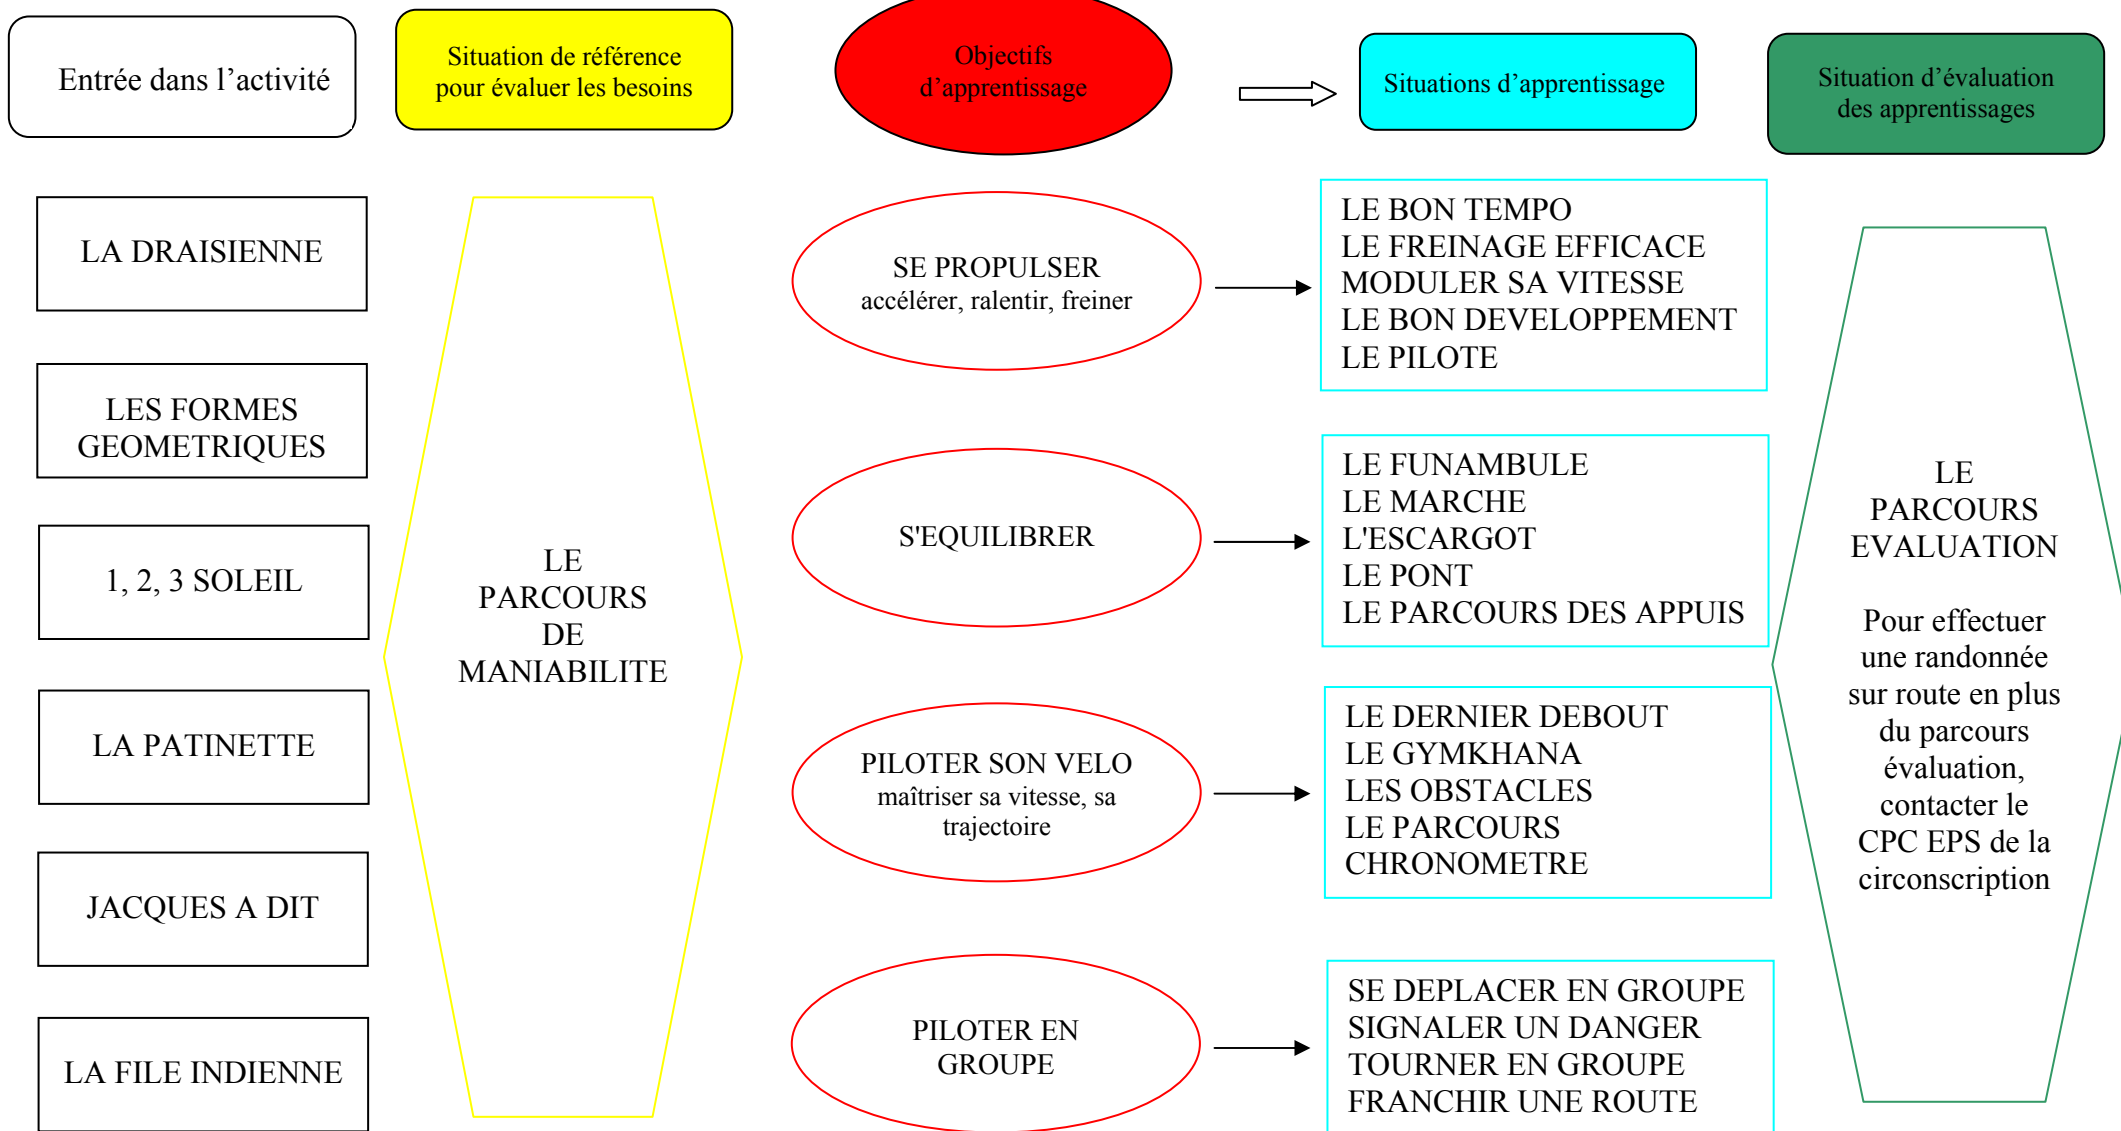 Entrée dans l’activité
Situation de référence
pour évaluer les besoins
Objectifs
d’apprentissage
Situations d’apprentissage
Situation d’évaluation
des apprentissages
LA DRAISIENNE
LES FORMES
GEOMETRIQUES
1, 2, 3 SOLEIL
LA PATINETTE
JACQUES A DIT
LA FILE INDIENNE
LE
PARCOURS
DE
MANIABILITE
SE PROPULSER
accélérer, ralentir, freiner
S'EQUILIBRER
PILOTER SON VELO
maîtriser sa vitesse, sa
trajectoire
PILOTER EN
GROUPE
LE BON TEMPO
LE FREINAGE EFFICACE
MODULER SA VITESSE
LE BON DEVELOPPEMENT
LE PILOTE
LE FUNAMBULE
LE MARCHE
L'ESCARGOT
LE PONT
LE PARCOURS DES APPUIS
LE DERNIER DEBOUT
LE GYMKHANA
LES OBSTACLES
LE PARCOURS
CHRONOMETRE
SE DEPLACER EN GROUPE
SIGNALER UN DANGER
TOURNER EN GROUPE
FRANCHIR UNE ROUTE
LE
PARCOURS
EVALUATION
Pour effectuer
une randonnée
sur route en plus
du parcours
évaluation,
contacter le
CPC EPS de la
circonscription